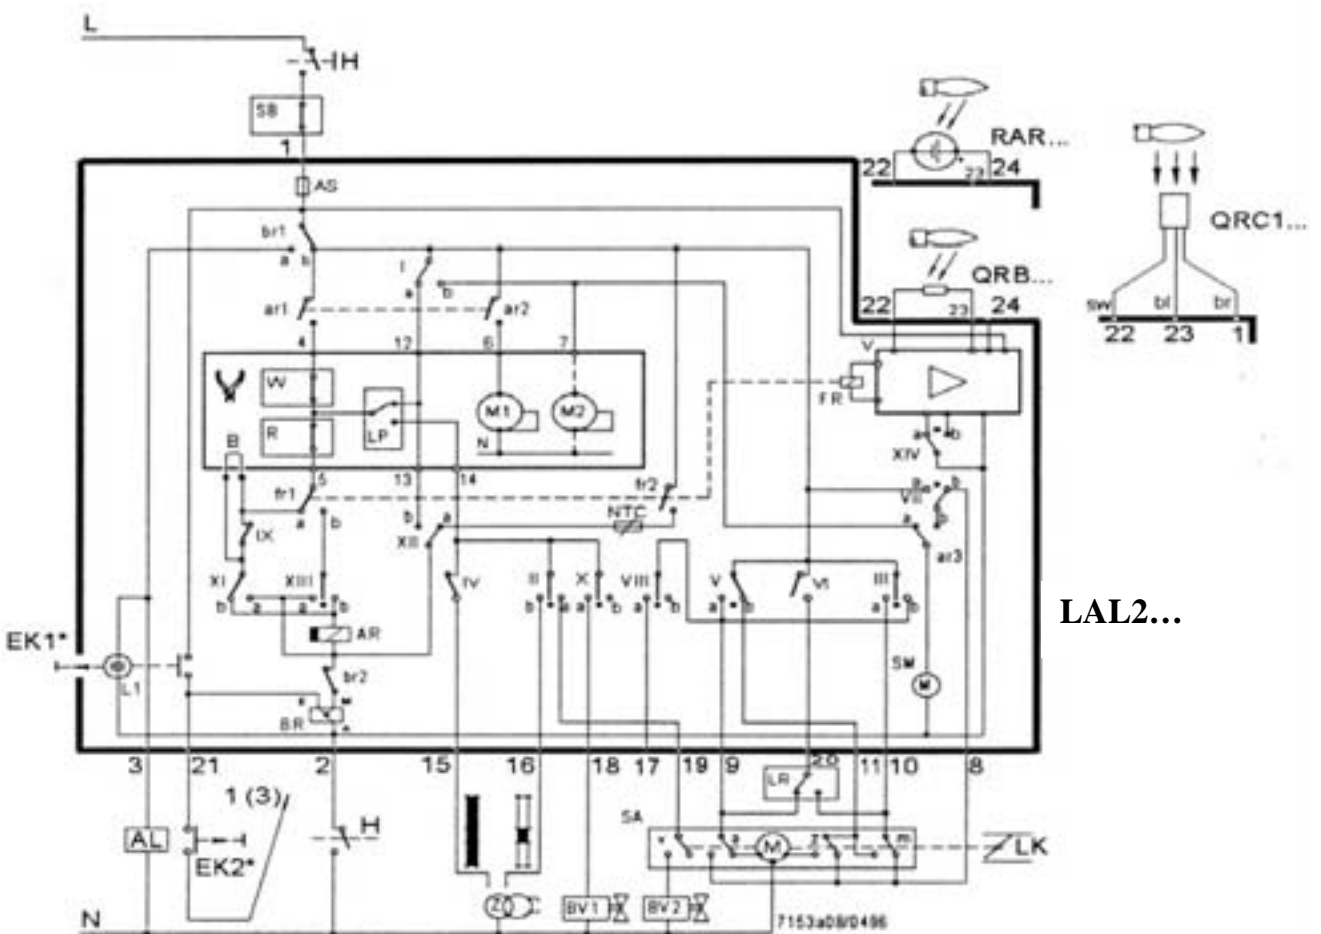 L
H
SB
1
AS
RAR...
22 23 24
QRC1...
br1
a b
I
a b
QRB...
22 23 24
SW bl br
22 23 1
ar1 ar2
4 12 6 7
V
FR
W
M1 M2
R
LP
B
N
a b
XIV
5 13 14
fr1
fr2
a b
VII
NTC
IX
a b
b a
XII
a b
ar3
XI XIII IV II X VIII V VI III
b a a b b a a b a b a b a b
LAL2...
AR
EK1*
L1
br2
SM
M
BR
3 21 2 15 16 18 17 19 9 20 11 10 8
LR
1 (3)
SA
AL
H
EK2*
v a M z m
LK
Z
BV1 BV2
N
7153a08/0496